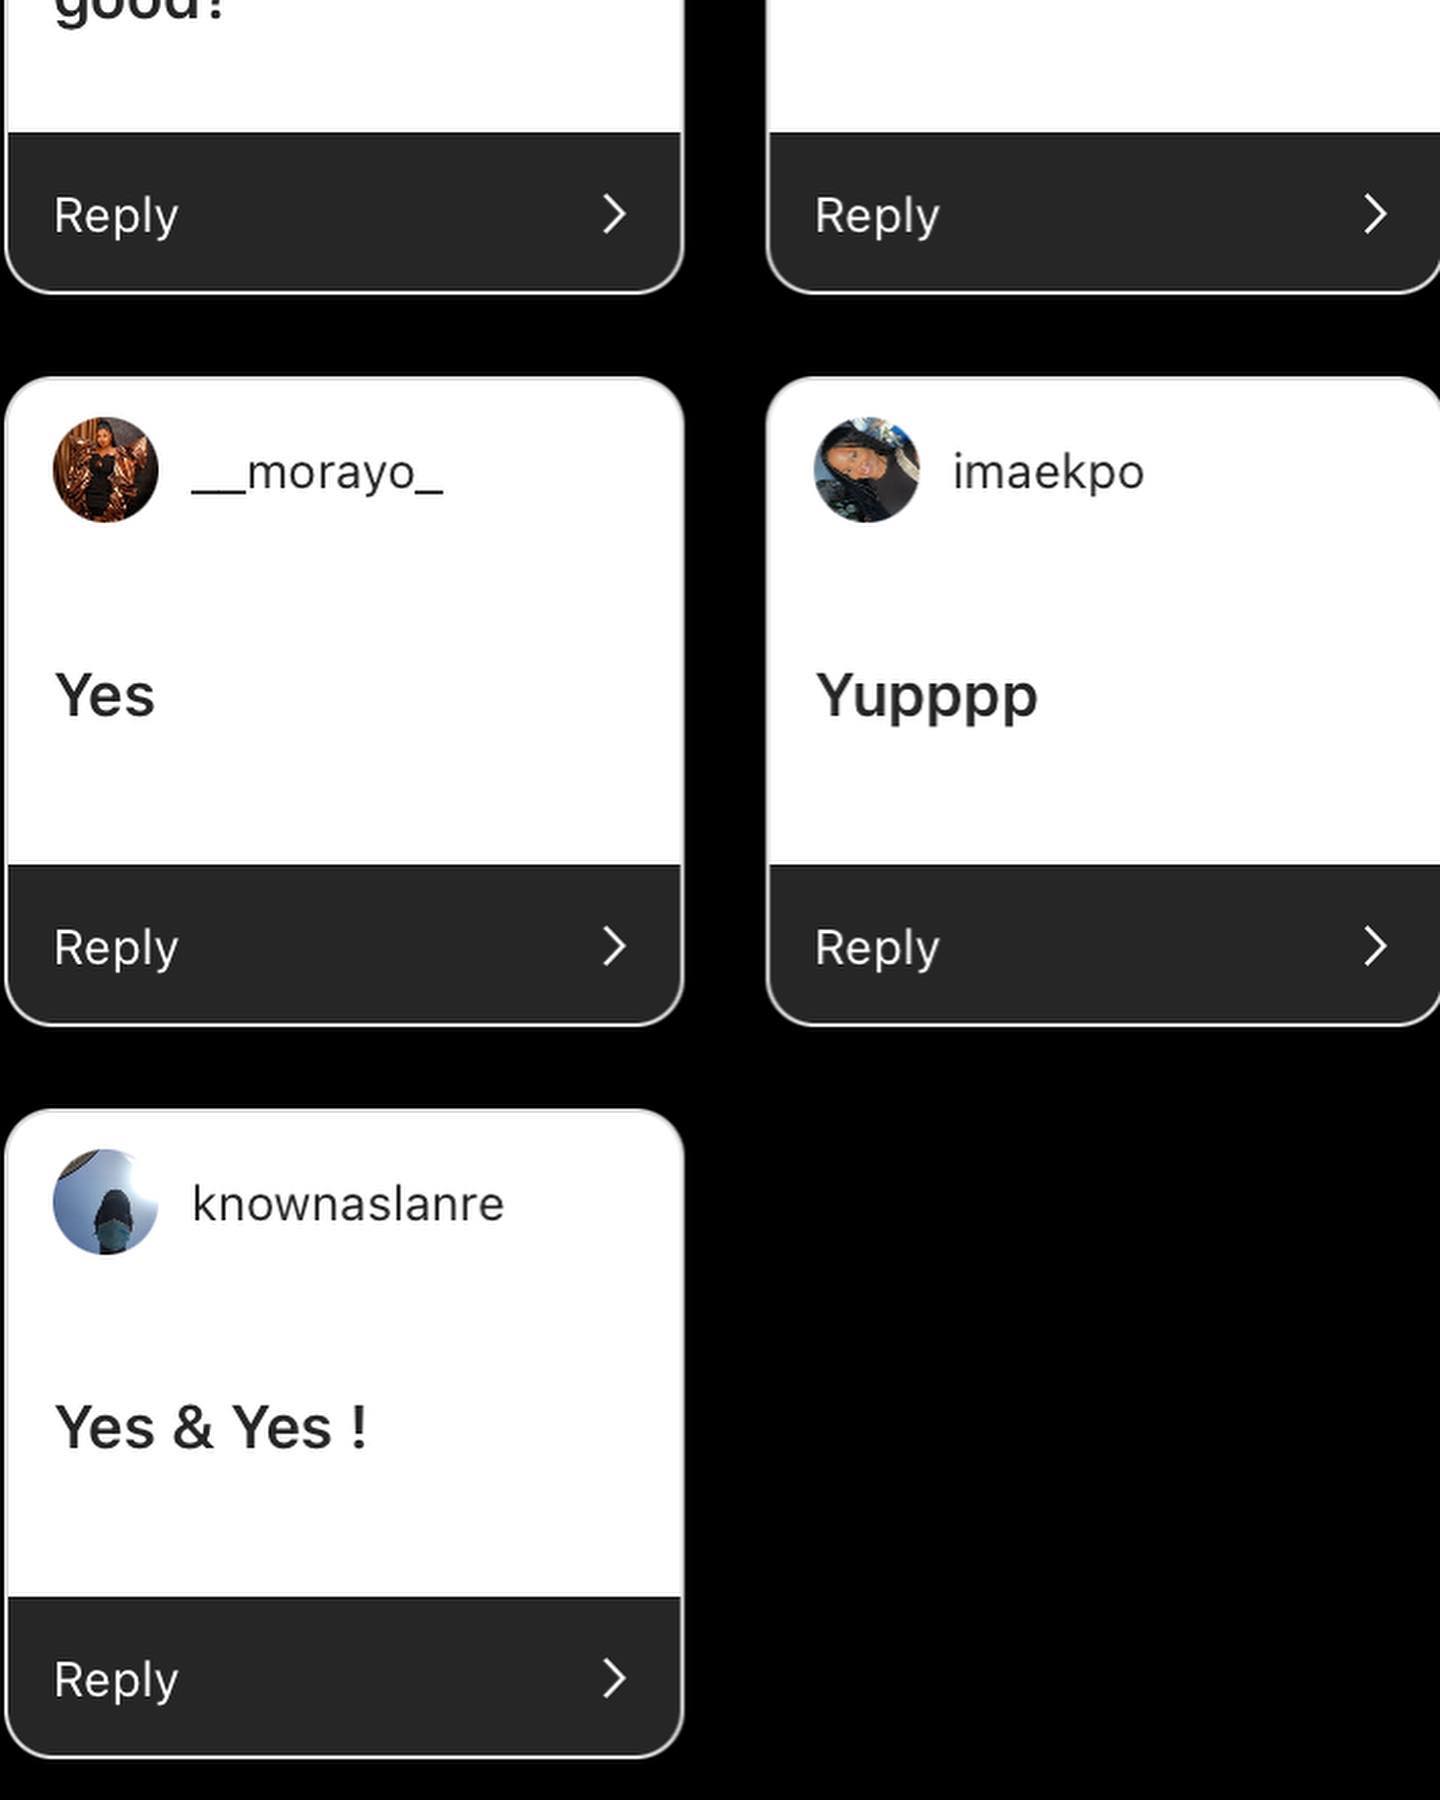 good?
Reply
Reply
__morayo_
imaekpo
Yes
Yupppp
Reply
Reply
knownaslanre
Yes & Yes !
Reply